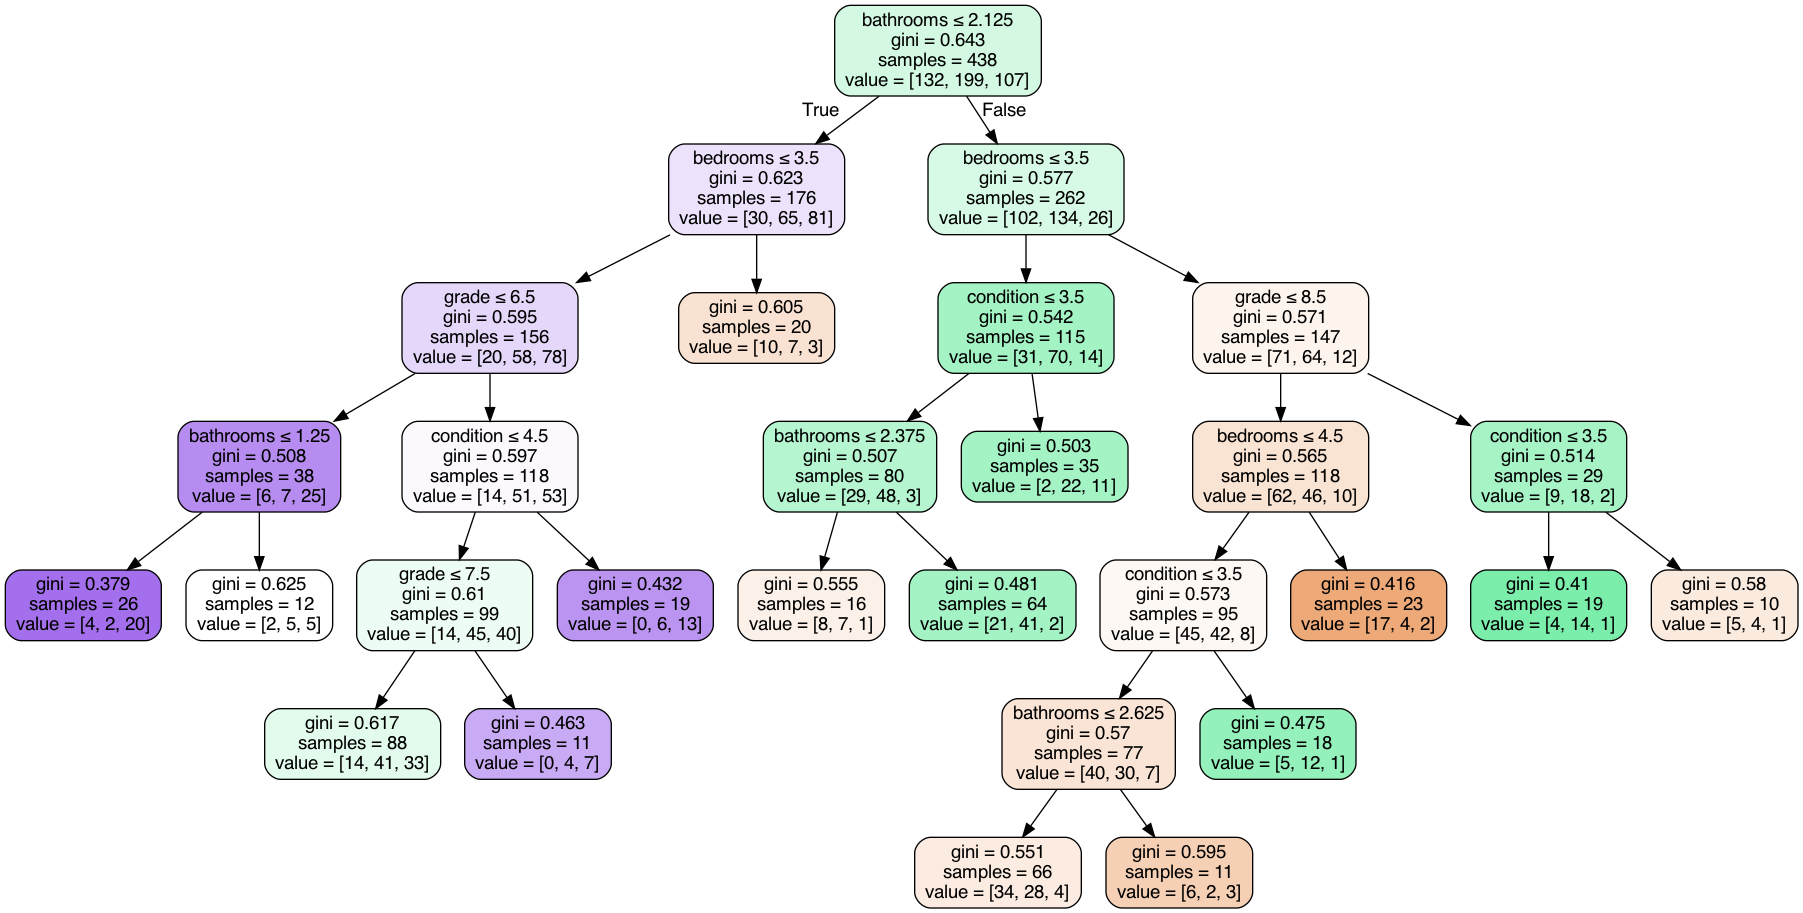 bathrooms ≤ 2.125
gini = 0.643
samples = 438
value = [132, 199, 107]
True
False
bedrooms ≤ 3.5
gini = 0.623
samples = 176
value = [30, 65, 81]
bedrooms ≤ 3.5
gini = 0.577
samples = 262
value = [102, 134, 26]
grade ≤ 6.5
gini = 0.595
samples = 156
value = [20, 58, 78]
gini = 0.605
samples = 20
value = [10, 7, 3]
condition ≤ 3.5
gini = 0.542
samples = 115
value = [31, 70, 14]
grade ≤ 8.5
gini = 0.571
samples = 147
value = [71, 64, 12]
bathrooms ≤ 1.25
gini = 0.508
samples = 38
value = [6, 7, 25]
condition ≤ 4.5
gini = 0.597
samples = 118
value = [14, 51, 53]
bathrooms ≤ 2.375
gini = 0.507
samples = 80
value = [29, 48, 3]
gini = 0.503
samples = 35
value = [2, 22, 11]
bedrooms ≤ 4.5
gini = 0.565
samples = 118
value = [62, 46, 10]
condition ≤ 3.5
gini = 0.514
samples = 29
value = [9, 18, 2]
gini = 0.379
samples = 26
value = [4, 2, 20]
gini = 0.625
samples = 12
value = [2, 5, 5]
grade ≤ 7.5
gini = 0.61
samples = 99
value = [14, 45, 40]
gini = 0.432
samples = 19
value = [0, 6, 13]
gini = 0.555
samples = 16
value = [8, 7, 1]
gini = 0.481
samples = 64
value = [21, 41, 2]
condition ≤ 3.5
gini = 0.573
samples = 95
value = [45, 42, 8]
gini = 0.416
samples = 23
value = [17, 4, 2]
gini = 0.41
samples = 19
value = [4, 14, 1]
gini = 0.58
samples = 10
value = [5, 4, 1]
gini = 0.617
samples = 88
value = [14, 41, 33]
gini = 0.463
samples = 11
value = [0, 4, 7]
bathrooms ≤ 2.625
gini = 0.57
samples = 77
value = [40, 30, 7]
gini = 0.475
samples = 18
value = [5, 12, 1]
gini = 0.551
samples = 66
value = [34, 28, 4]
gini = 0.595
samples = 11
value = [6, 2, 3]